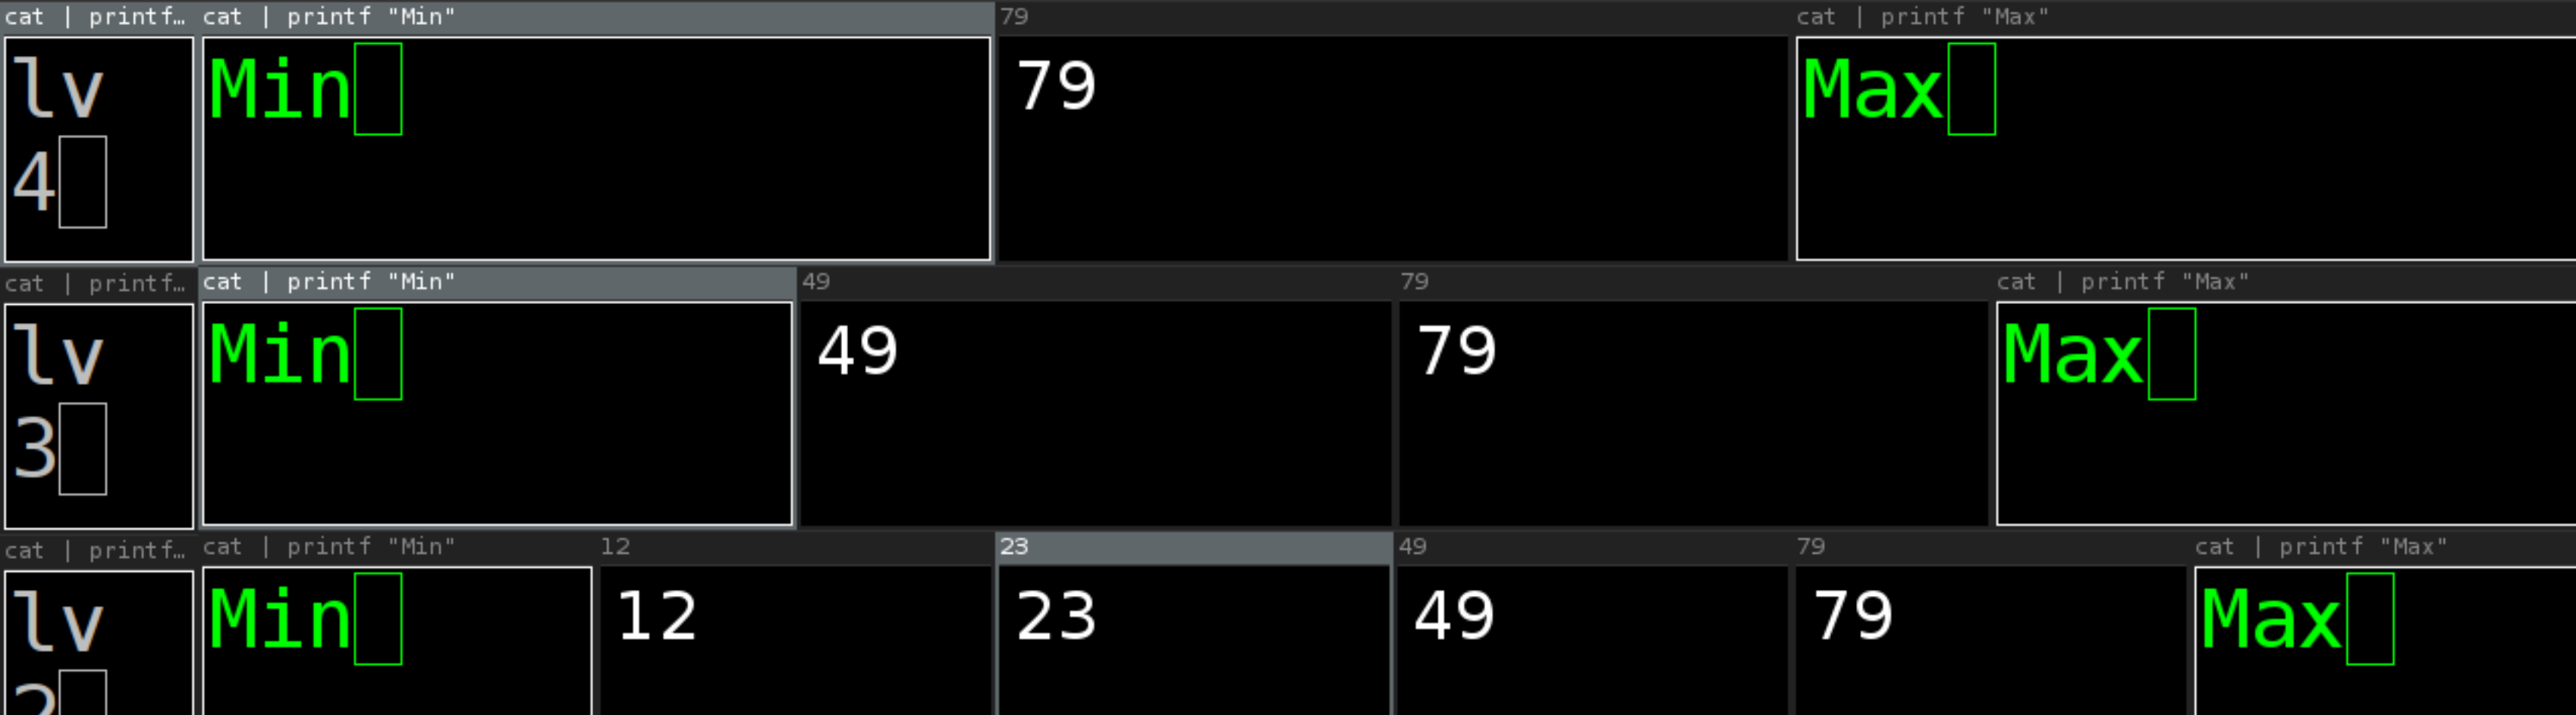 cat | printf… cat | printf "Min" 79 cat | printf "Max"
lv Min 79 Max
4
cat | printf… cat | printf "Min" 49 79 cat | printf "Max"
lv Min 49 79 Max
3
cat | printf… cat | printf "Min" 12 23 49 79 cat | printf "Max"
lv Min 12 23 49 79 Max
2